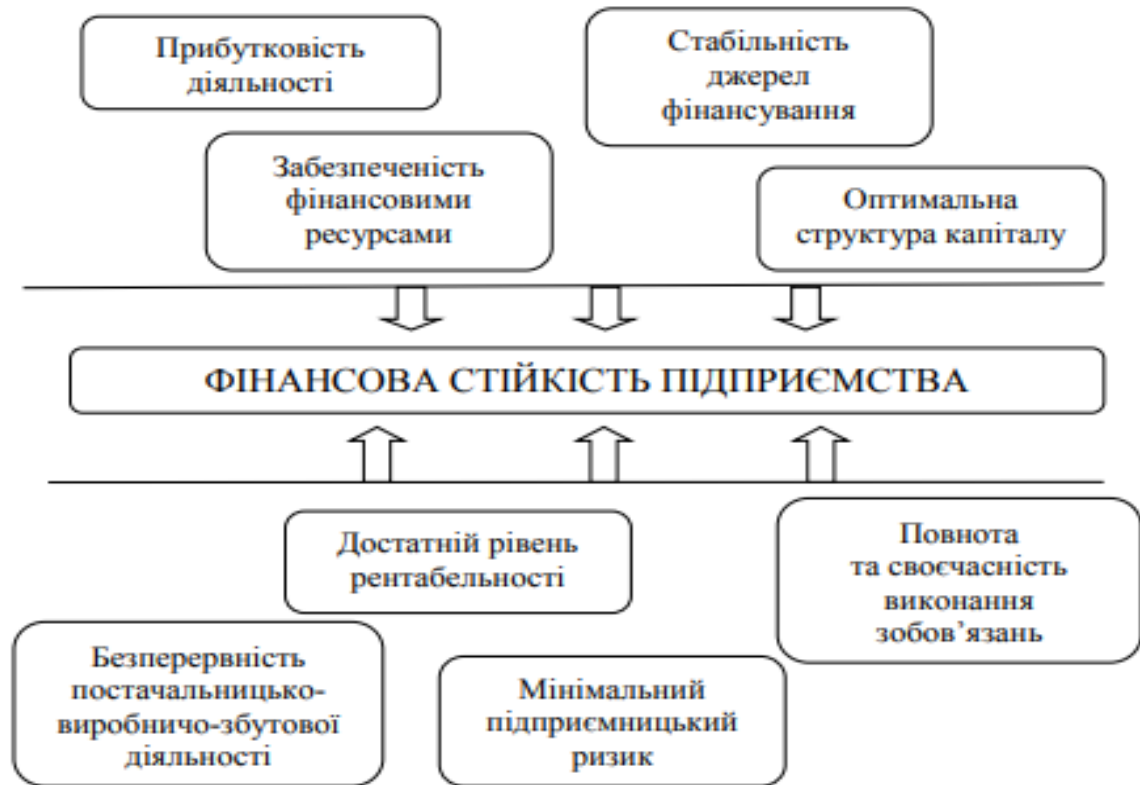 Прибутковість
діяльності
Стабільність
джерел
фінансування
Забезпеченість
фінансовими
ресурсами
Оптимальна
структура капіталу
ФІНАНСОВА СТІЙКІСТЬ ПІДПРИЄМСТВА
Достатній рівень
рентабельності
Повнота
та своєчасність
виконання
зобов’язань
Безперервність
постачальницько-
виробничо-збутової
діяльності
Мінімальний
підприємницький
ризик